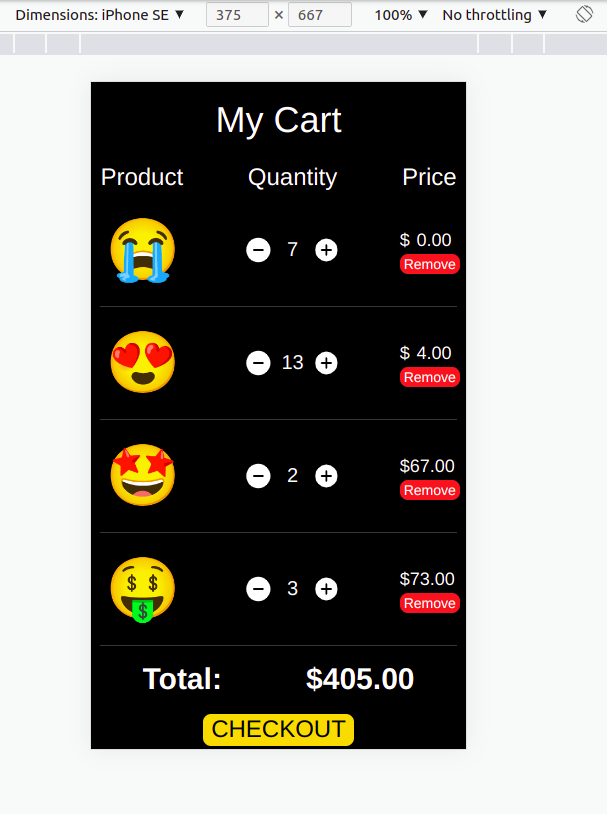 Dimensions: iPhone SE ▼ 375 × 667 100% ▼ No throttling ▼
My Cart
Product Quantity Price
7 $ 0.00
Remove
13 $ 4.00
Remove
2 $67.00
Remove
$ $ 3 $73.00
$ Remove
Total: $405.00
CHECKOUT